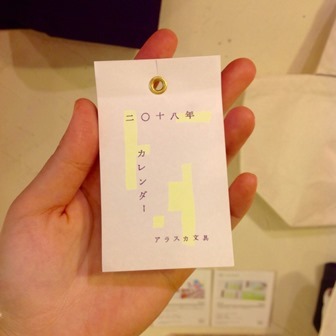 二〇十八年
カレンダー
アラスカ文具